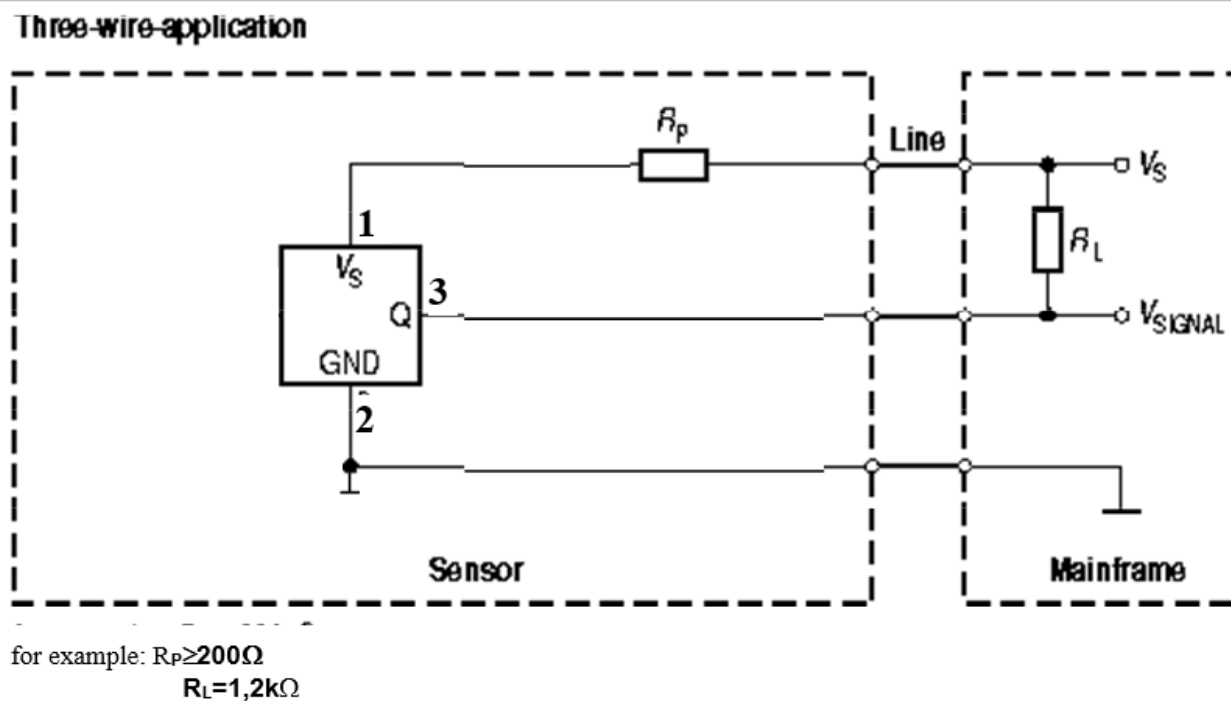 Three-wire-application
Rp
Line
VS
1
VS
3
RL
Q
VSIGNAL
GND
2
Sensor
Mainframe
for example: RP≥200Ω
RL=1,2kΩ